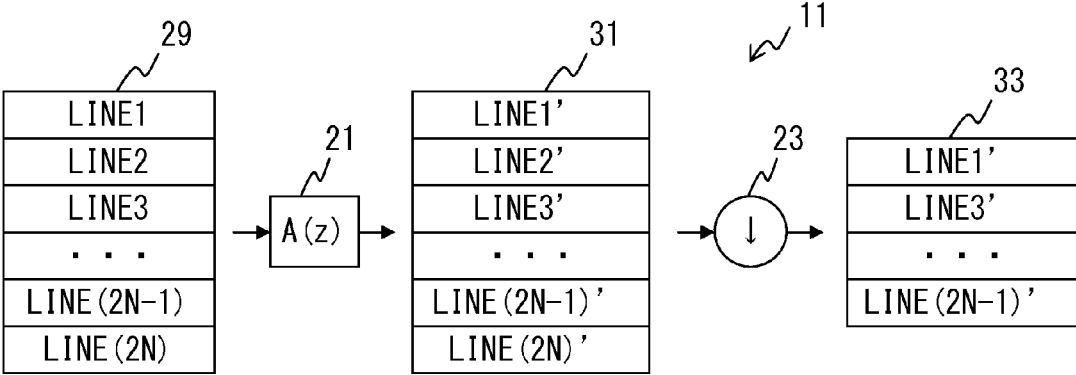 29
LINE1
LINE2
LINE3
...
LINE(2N-1)
LINE(2N)
21
A(z)
31
LINE1'
LINE2'
LINE3'
...
LINE(2N-1)'
LINE(2N)'
11
23
↓
33
LINE1'
LINE3'
...
LINE(2N-1)'